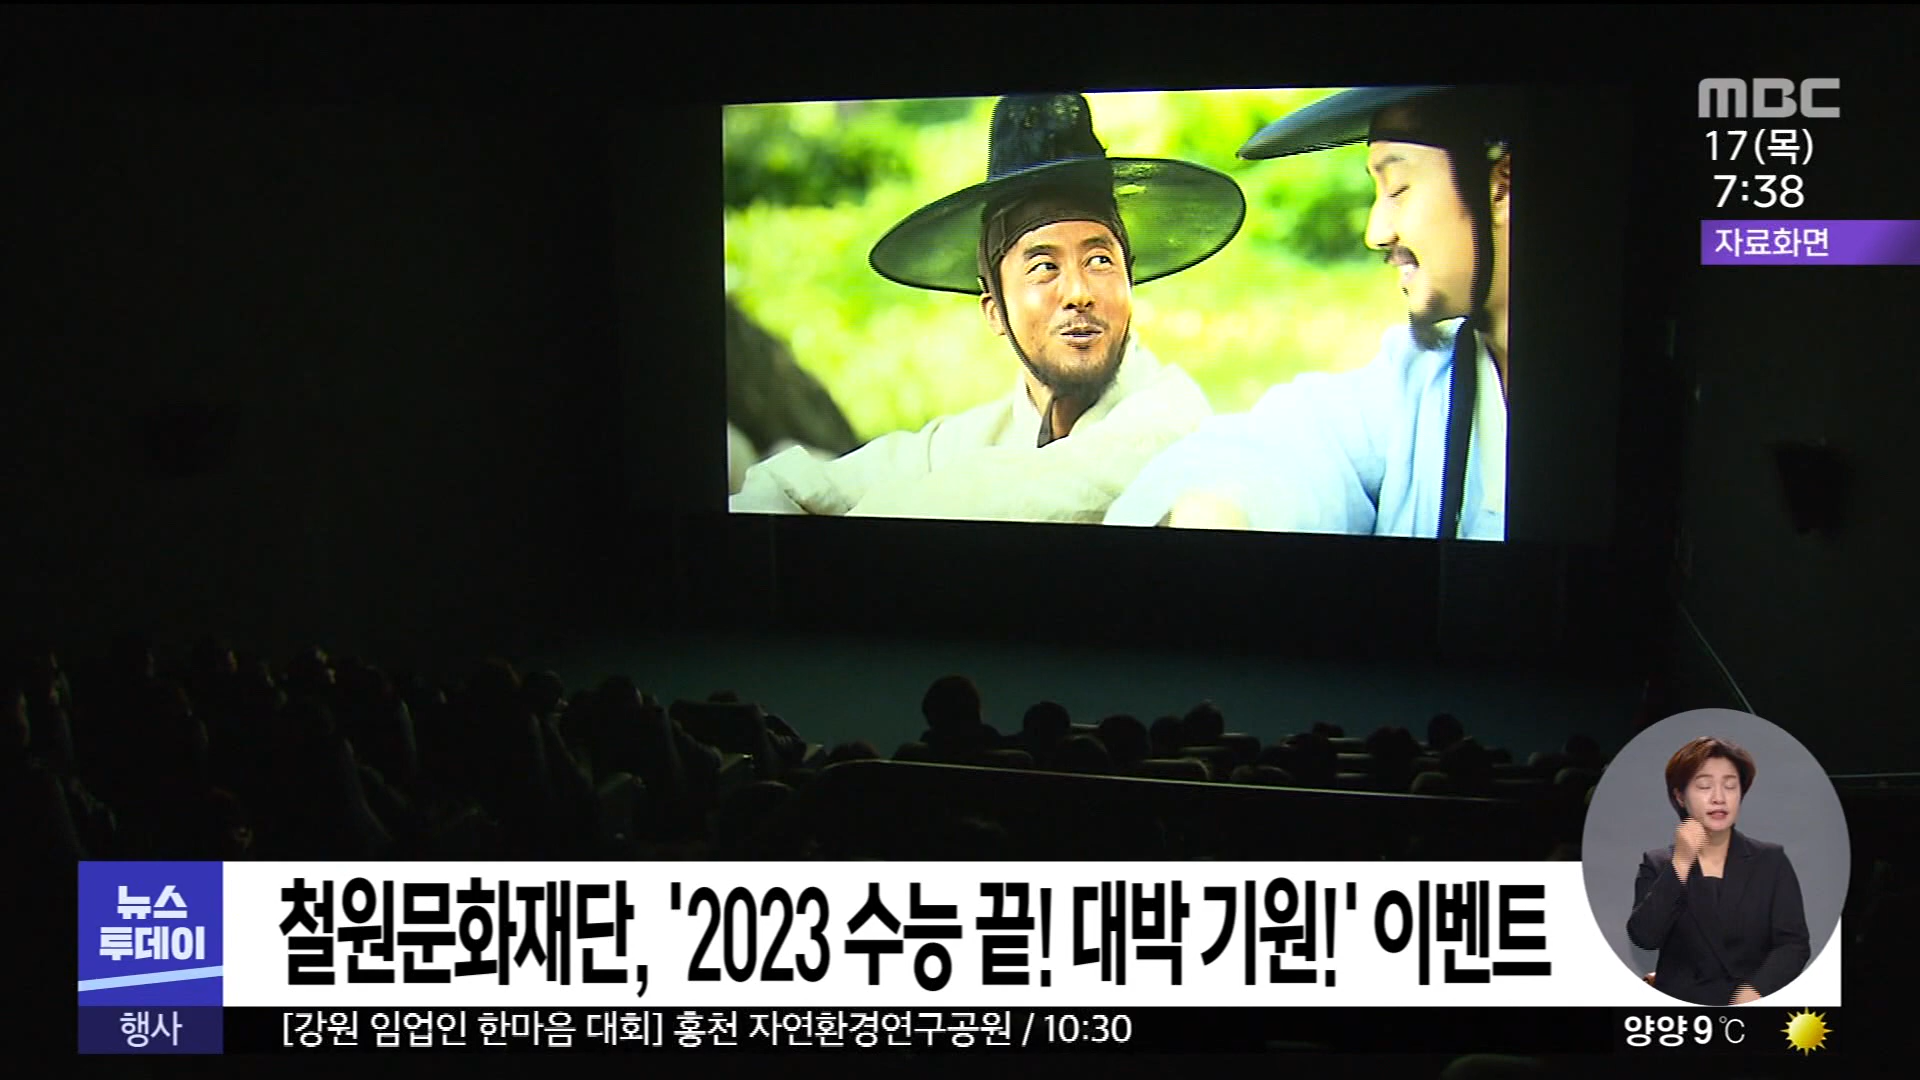 MBC
17(목)
7:38
자료화면
뉴스
투데이
철원문화재단, '2023 수능 끝! 대박 기원!' 이벤트
행사
[강원 임업인 한마음 대회] 홍천 자연환경연구공원 / 10:30
양양 9℃